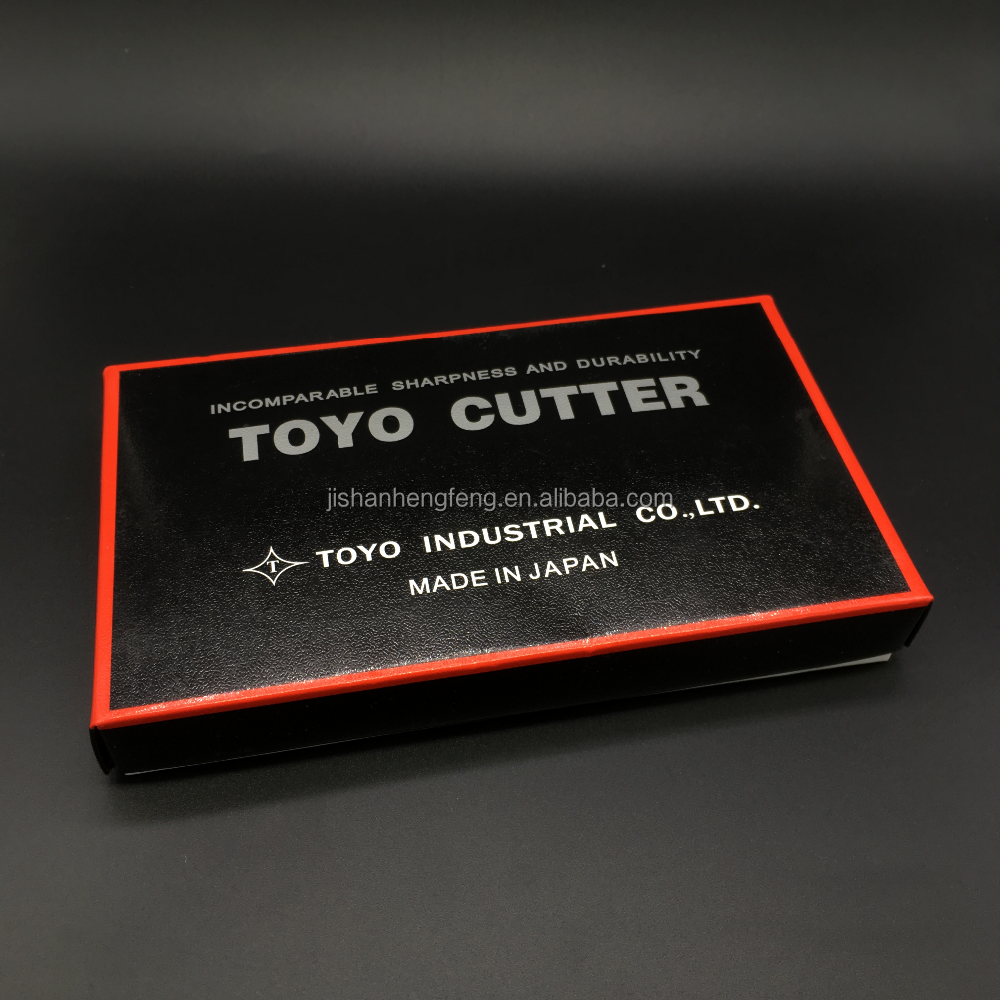 INCOMPARABLE SHARPNESS AND DURABILITY
TOYO CUTTER
jishanhengfeng.en.alibaba.com
T TOYO INDUSTRIAL CO.,LTD.
MADE IN JAPAN